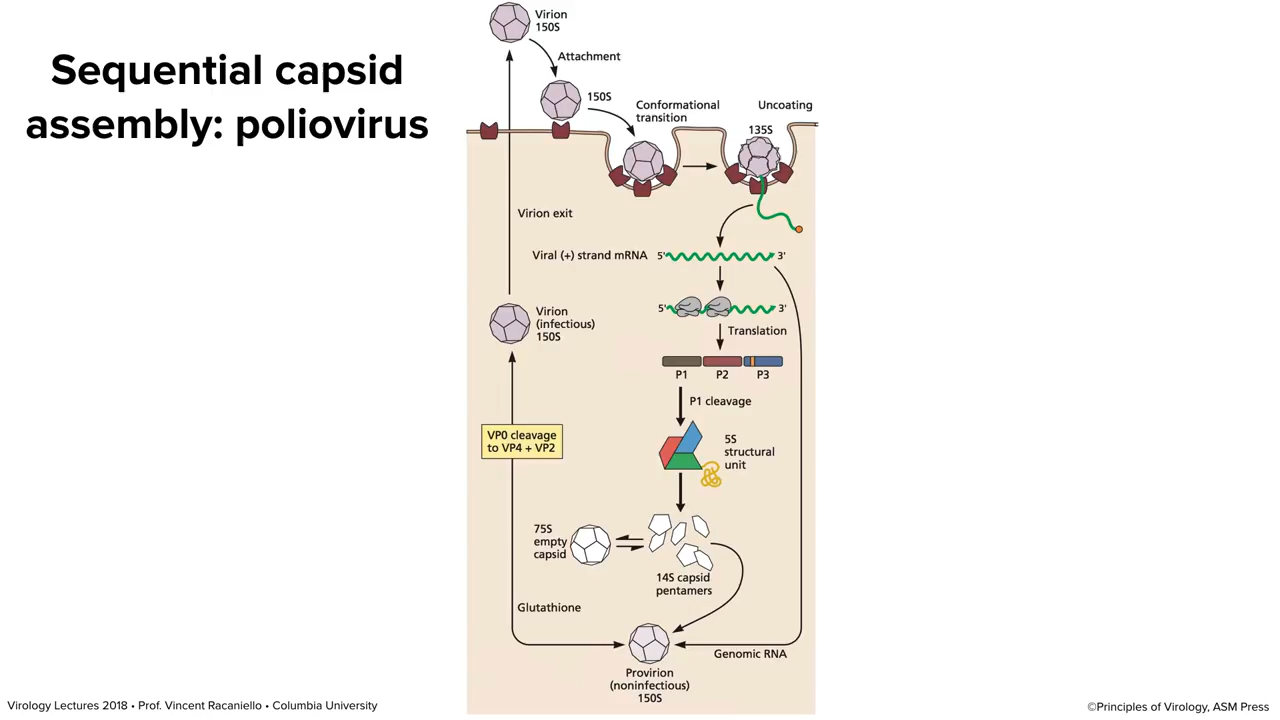 Sequential capsid
assembly: poliovirus
Virion
150S
Attachment
150S
Conformational
transition
Uncoating
135S
Virion exit
Viral (+) strand mRNA
5'
3'
5'
3'
Translation
Virion
(infectious)
150S
P1
P2
P3
P1 cleavage
VP0 cleavage
to VP4 + VP2
5S
structural
unit
75S
empty
capsid
14S capsid
pentamers
Glutathione
Genomic RNA
Provirion
(noninfectious)
150S
Virology Lectures 2018 • Prof. Vincent Racaniello • Columbia University
©Principles of Virology, ASM Press